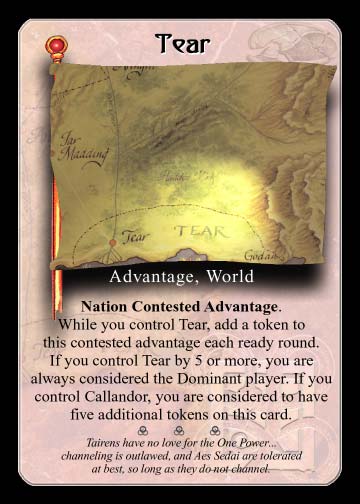 Tear
Far
Madding
Haddon Mirk
TEAR
Tear
Godan
Advantage, World
Nation Contested Advantage.
While you control Tear, add a token to
this contested advantage each ready round.
If you control Tear by 5 or more, you are
always considered the Dominant player. If you
control Callandor, you are considered to have
five additional tokens on this card.
Tairens have no love for the One Power...
channeling is outlawed, and Aes Sedai are tolerated
at best, so long as they do not channel.